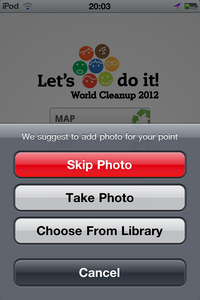 iPod 20:03
Let's do it!
World Cleanup 2012
MAP
We suggest to add photo for your point
Skip Photo
Take Photo
Choose From Library
Cancel